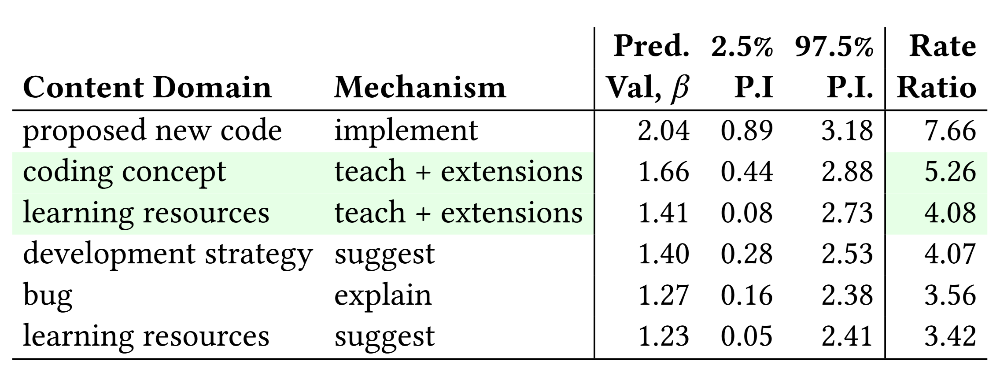 Pred. 2.5% 97.5% Rate
Content Domain Mechanism Val, β P.I P.I. Ratio
proposed new code implement 2.04 0.89 3.18 7.66
coding concept teach + extensions 1.66 0.44 2.88 5.26
learning resources teach + extensions 1.41 0.08 2.73 4.08
development strategy suggest 1.40 0.28 2.53 4.07
bug explain 1.27 0.16 2.38 3.56
learning resources suggest 1.23 0.05 2.41 3.42